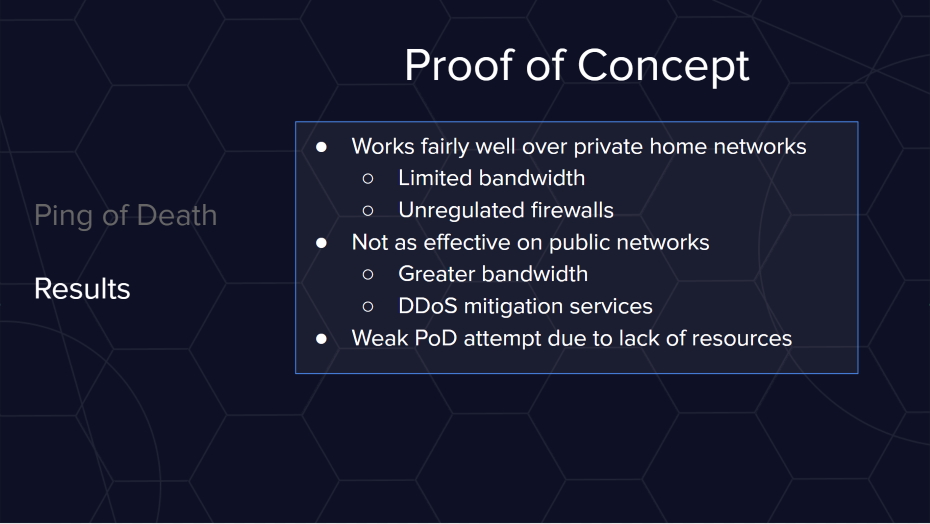 Proof of Concept
Ping of Death
Results
● Works fairly well over private home networks
○ Limited bandwidth
○ Unregulated firewalls
● Not as effective on public networks
○ Greater bandwidth
○ DDoS mitigation services
● Weak PoD attempt due to lack of resources